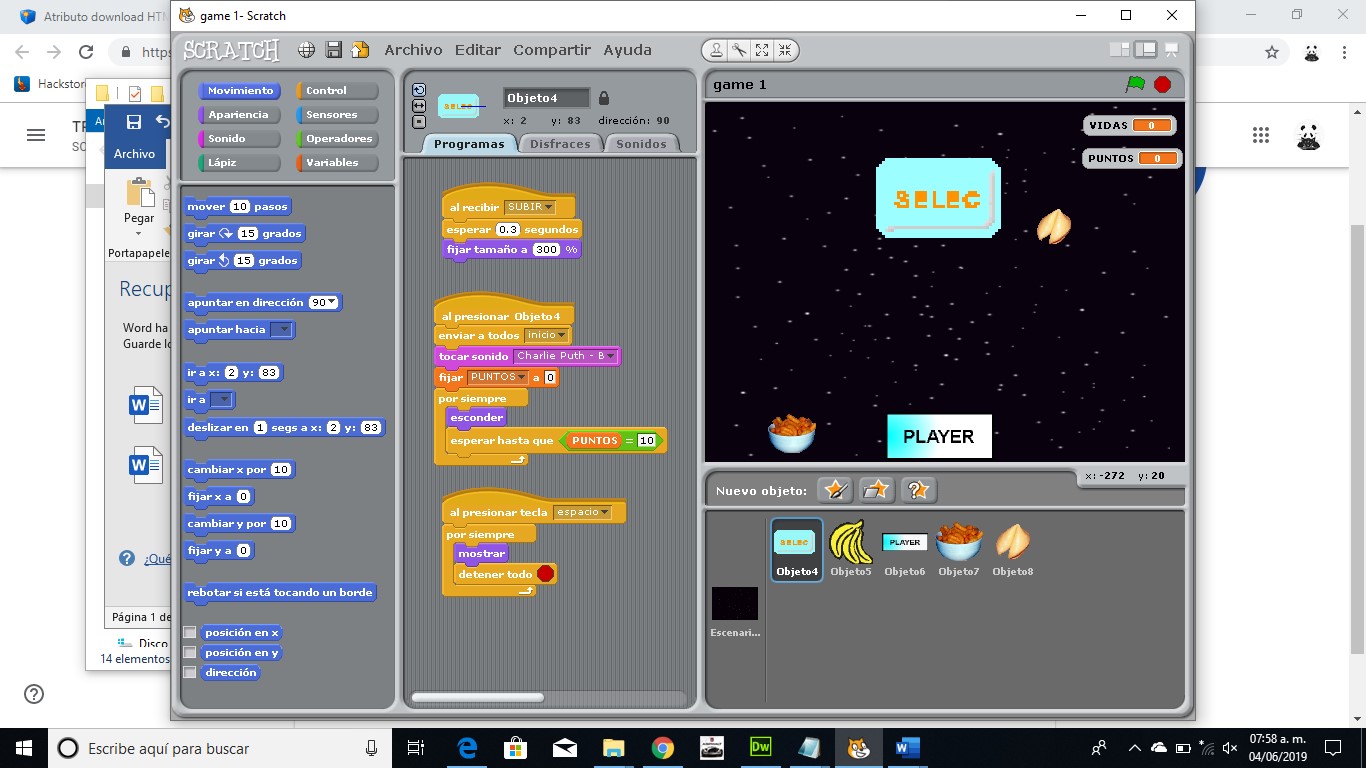 Atributo download HTM
game 1- Scratch
https
Hackstore
SCRATCH
Archivo Editar Compartir Ayuda
Archivo
Pegar
Portapapeles
Recup
Word ha
Guarde lo
¿Qué
Página 1 de
Disco
14 elementos
Movimiento
Control
Apariencia
Sensores
Sonido
Operadores
Lápiz
Variables
mover 10 pasos
girar 15 grados
girar 15 grados
apuntar en dirección 90
apuntar hacia
ir a x: 2 y: 83
ir a
deslizar en 1 segs a x: 2 y: 83
cambiar x por 10
fijar x a 0
cambiar y por 10
fijar y a 0
rebotar si está tocando un borde
posición en x
posición en y
dirección
SELEC
Objeto4
x: 2 y: 83 dirección: 90
Programas Disfraces Sonidos
al recibir SUBIR
esperar 0.3 segundos
fijar tamaño a 300 %
al presionar Objeto4
enviar a todos inicio
tocar sonido Charlie Puth - B
fijar PUNTOS a 0
por siempre
esconder
esperar hasta que PUNTOS = 10
al presionar tecla espacio
por siempre
mostrar
detener todo
game 1
VIDAS 0
PUNTOS 0
SELEC
PLAYER
x: -272 y: 20
Nuevo objeto:
SELEC
PLAYER
Objeto4 Objeto5 Objeto6 Objeto7 Objeto8
Escenari...
Escribe aquí para buscar
Dw
07:58 a. m.
04/06/2019